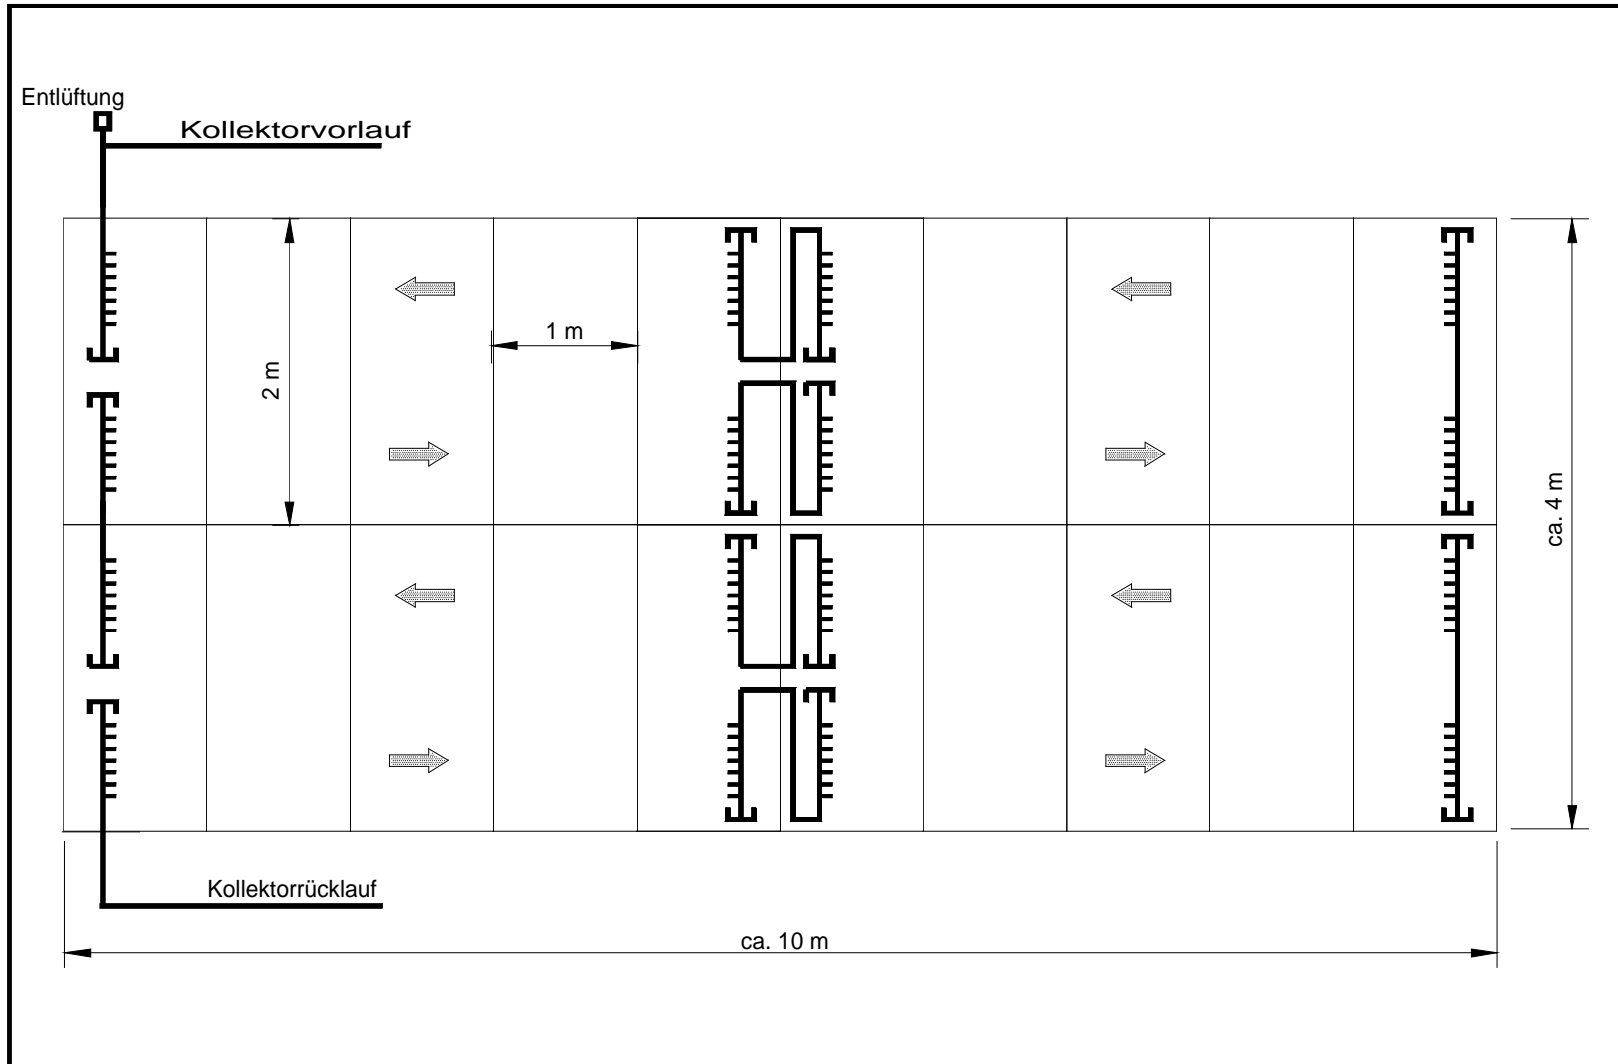 Entlüftung
Kollektorvorlauf
1 m
2 m
ca. 4 m
Kollektorrücklauf
ca. 10 m